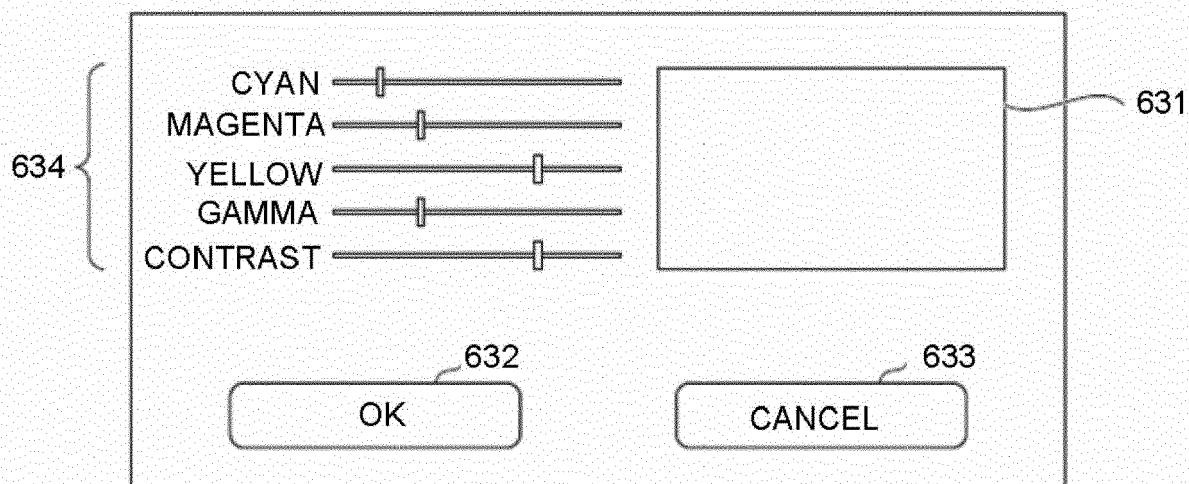 CYAN
MAGENTA
YELLOW
GAMMA
CONTRAST
634
631
632
633
OK
CANCEL